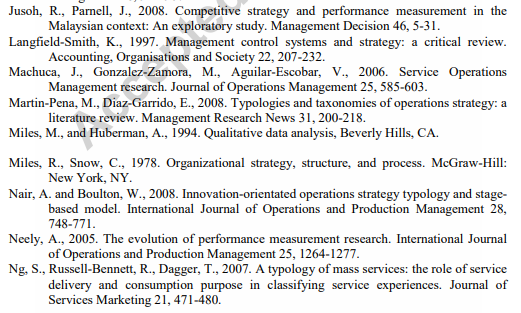 Jusoh, R., Parnell, J., 2008. Competitive strategy and performance measurement in the
Malaysian context: An exploratory study. Management Decision 46, 5-31.
Langfield-Smith, K., 1997. Management control systems and strategy: a critical review.
Accounting, Organisations and Society 22, 207-232.
Machuca, J., Gonzalez-Zamora, M., Aguilar-Escobar, V., 2006. Service Operations
Management research. Journal of Operations Management 25, 585-603.
Martin-Pena, M., Diaz-Garrido, E., 2008. Typologies and taxonomies of operations strategy: a
literature review. Management Research News 31, 200-218.
Miles, M., and Huberman, A., 1994. Qualitative data analysis, Beverly Hills, CA.
Miles, R., Snow, C., 1978. Organizational strategy, structure, and process. McGraw-Hill:
New York, NY.
Nair, A. and Boulton, W., 2008. Innovation-orientated operations strategy typology and stage-
based model. International Journal of Operations and Production Management 28,
748-771.
Neely, A., 2005. The evolution of performance measurement research. International Journal
of Operations and Production Management 25, 1264-1277.
Ng, S., Russell-Bennett, R., Dagger, T., 2007. A typology of mass services: the role of service
delivery and consumption purpose in classifying service experiences. Journal of
Services Marketing 21, 471-480.
Accepted